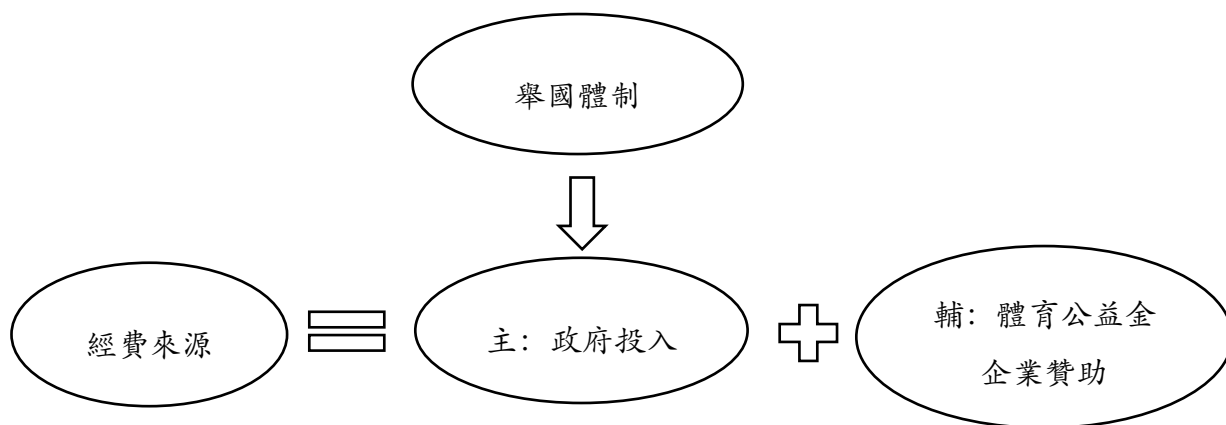 舉國體制
經費來源
主：政府投入
輔：體育公益金
企業贊助